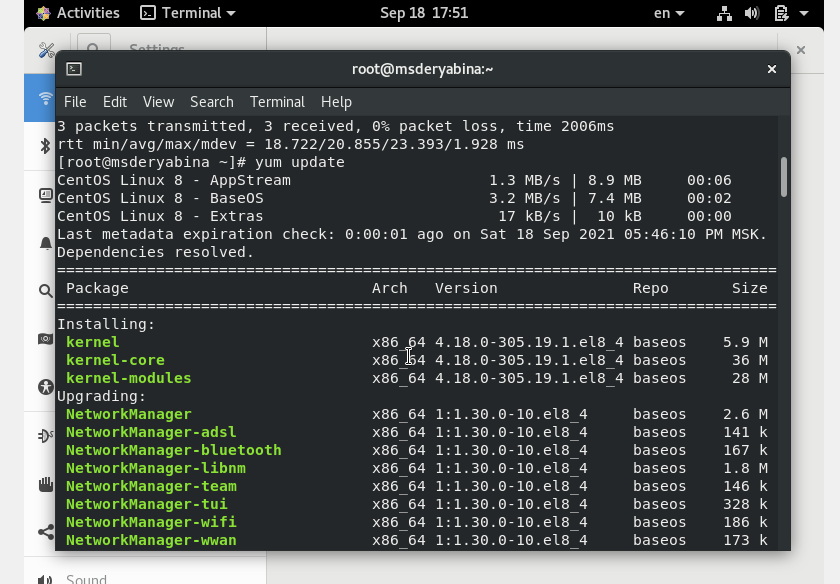 Activities Terminal Sep 18 17:51 en
Settings
root@msderyabina:~
File Edit View Search Terminal Help
3 packets transmitted, 3 received, 0% packet loss, time 2006ms
rtt min/avg/max/mdev = 18.722/20.855/23.393/1.928 ms
[root@msderyabina ~]# yum update
CentOS Linux 8 - AppStream 1.3 MB/s | 8.9 MB 00:06
CentOS Linux 8 - BaseOS 3.2 MB/s | 7.4 MB 00:02
CentOS Linux 8 - Extras 17 kB/s | 10 kB 00:00
Last metadata expiration check: 0:00:01 ago on Sat 18 Sep 2021 05:46:10 PM MSK.
Dependencies resolved.
================================================================================
Package Arch Version Repo Size
================================================================================
Installing:
kernel x86_64 4.18.0-305.19.1.el8_4 baseos 5.9 M
kernel-core x86_64 4.18.0-305.19.1.el8_4 baseos 36 M
kernel-modules x86_64 4.18.0-305.19.1.el8_4 baseos 28 M
Upgrading:
NetworkManager x86_64 1:1.30.0-10.el8_4 baseos 2.6 M
NetworkManager-adsl x86_64 1:1.30.0-10.el8_4 baseos 141 k
NetworkManager-bluetooth x86_64 1:1.30.0-10.el8_4 baseos 167 k
NetworkManager-libnm x86_64 1:1.30.0-10.el8_4 baseos 1.8 M
NetworkManager-team x86_64 1:1.30.0-10.el8_4 baseos 146 k
NetworkManager-tui x86_64 1:1.30.0-10.el8_4 baseos 328 k
NetworkManager-wifi x86_64 1:1.30.0-10.el8_4 baseos 186 k
NetworkManager-wwan x86_64 1:1.30.0-10.el8_4 baseos 173 k
Sound